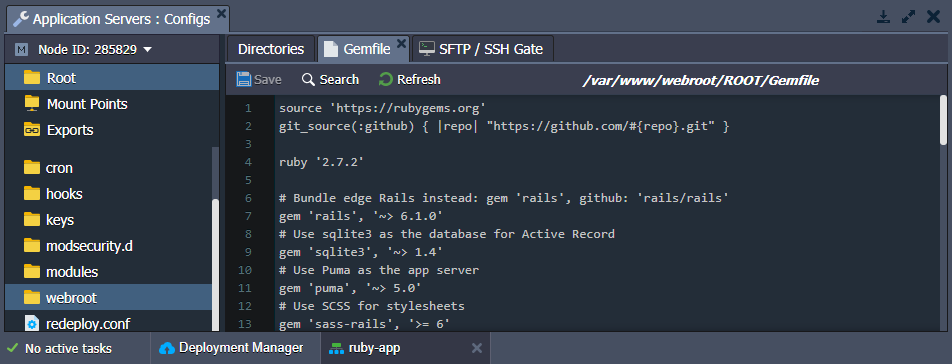 Application Servers : Configs
M Node ID: 285829
Root
Mount Points
Exports
cron
hooks
keys
modsecurity.d
modules
webroot
redeploy.conf
Directories
Gemfile
SFTP / SSH Gate
Save
Search
Refresh
/var/www/webroot/ROOT/Gemfile
1 source 'https://rubygems.org'
2 git_source(:github) { |repo| "https://github.com/#{repo}.git" }
3
4 ruby '2.7.2'
5
6 # Bundle edge Rails instead: gem 'rails', github: 'rails/rails'
7 gem 'rails', '~> 6.1.0'
8 # Use sqlite3 as the database for Active Record
9 gem 'sqlite3', '~> 1.4'
10 # Use Puma as the app server
11 gem 'puma', '~> 5.0'
12 # Use SCSS for stylesheets
13 gem 'sass-rails', '>= 6'
No active tasks
Deployment Manager
ruby-app